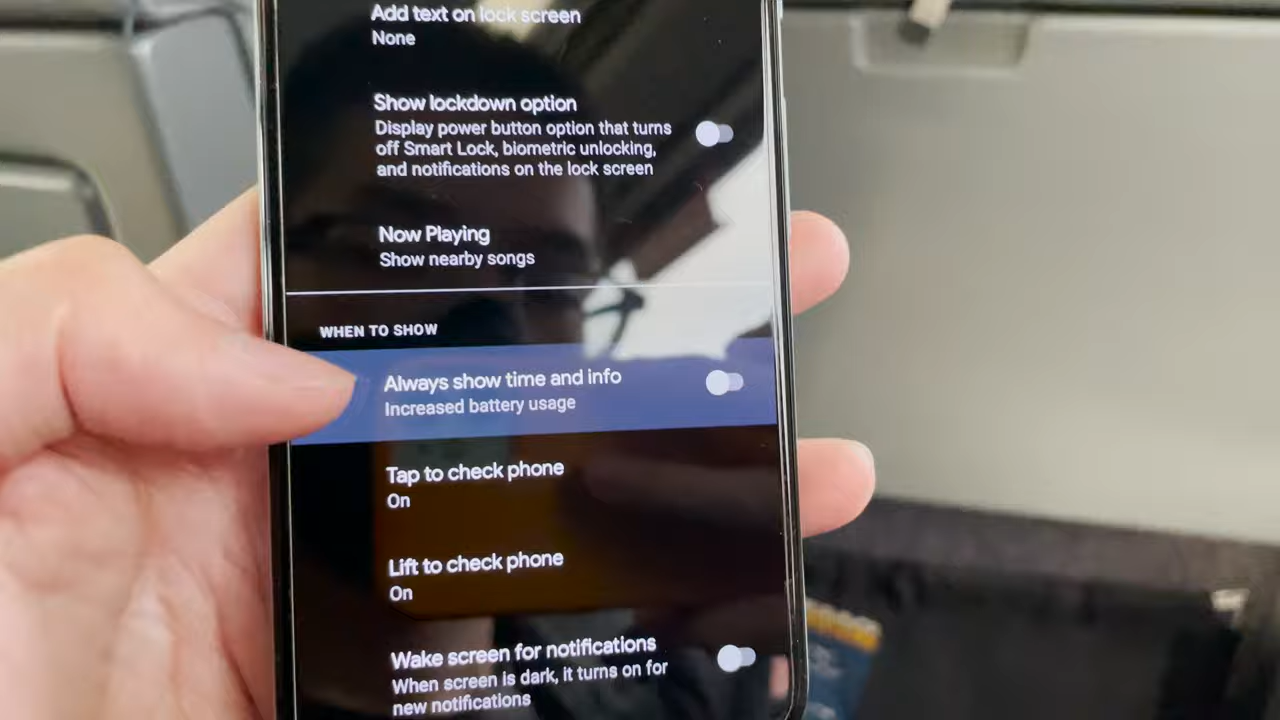 Add text on lock screen
None
Show lockdown option
Display power button option that turns
off Smart Lock, biometric unlocking,
and notifications on the lock screen
Now Playing
Show nearby songs
WHEN TO SHOW
Always show time and info
Increased battery usage
Tap to check phone
On
Lift to check phone
On
Wake screen for notifications
When screen is dark, it turns on for
new notifications